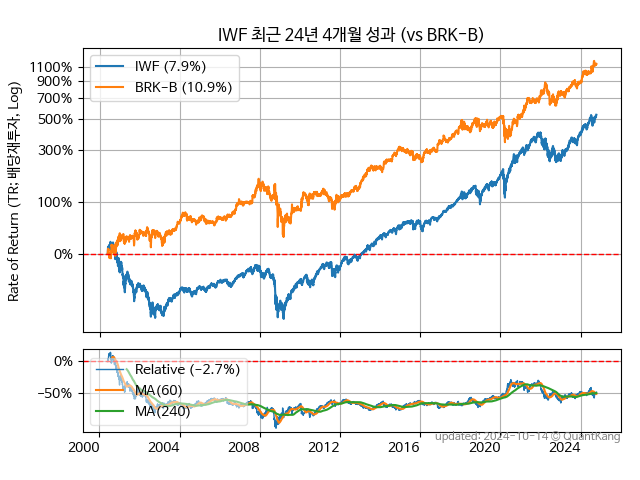 IWF 최근 24년 4개월 성과 (vs BRK-B)
Rate of Return (TR: 배당재투자, Log)
1100%
900%
700%
500%
300%
100%
0%
IWF (7.9%)
BRK-B (10.9%)
0%
-50%
Relative (-2.7%)
MA(60)
MA(240)
2000 2004 2008 2012 2016 2020 2024
updated: 2024-10-14 © QuantKang